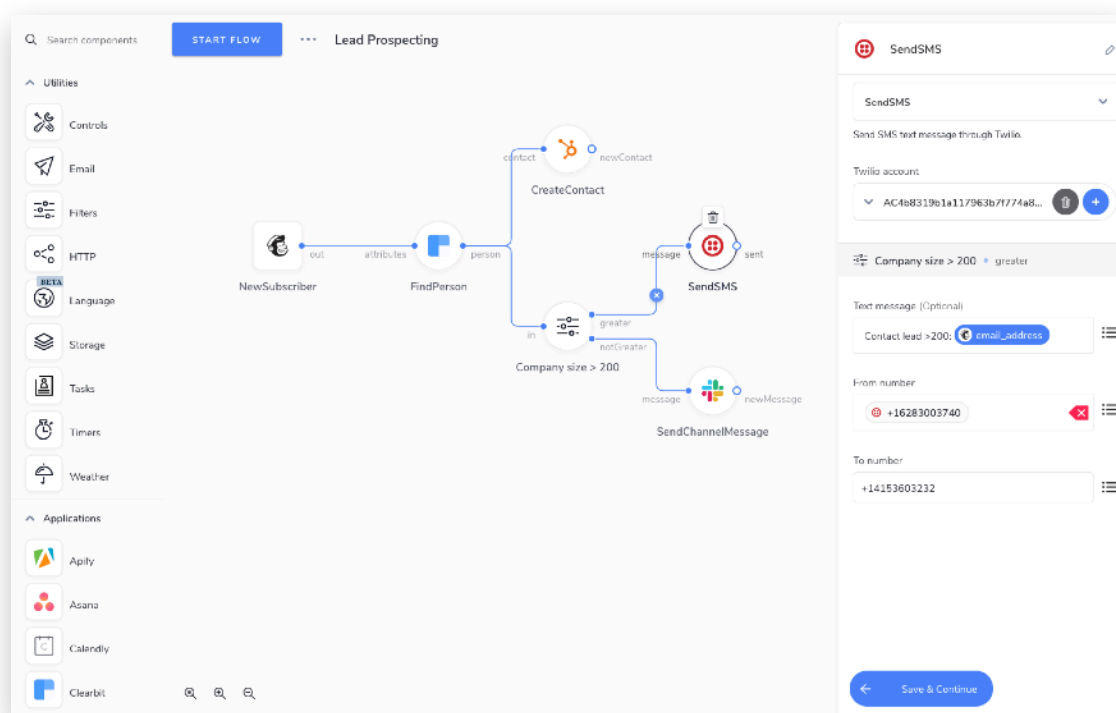 Search components
START FLOW
Lead Prospecting
Utilities
Controls
Email
Filters
HTTP
BETA
Language
Storage
Tasks
Timers
Weather
Applications
Apify
Asana
Calendly
Clearbit
NewSubscriber
out
attributes
FindPerson
person
contact
newContact
CreateContact
in
Company size > 200
greater
notGreater
message
sent
SendSMS
message
newMessage
SendChannelMessage
SendSMS
SendSMS
Send SMS text message through Twilio.
Twilio account
AC4b8319b1a117963b7f774a8...
Company size > 200 • greater
Text message (Optional)
Contact lead >200: email_address
From number
+16283003740
To number
+14153603232
Save & Continue